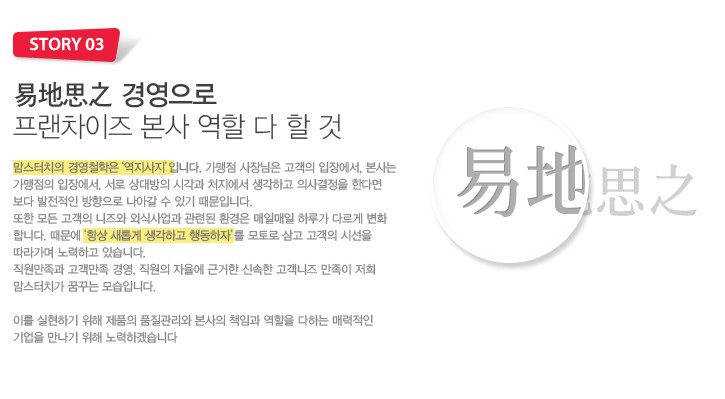 STORY 03
易地思之 경영으로
프랜차이즈 본사 역할 다 할 것
맘스터치의 경영철학은 '역지사지' 입니다. 가맹점 사장님은 고객의 입장에서, 본사는
가맹점의 입장에서, 서로 상대방의 시각과 처지에서 생각하고 의사결정을 한다면
보다 발전적인 방향으로 나아갈 수 있기 때문입니다.
또한 모든 고객의 니즈와 외식사업과 관련된 환경은 매일매일 하루가 다르게 변화
합니다. 때문에 '항상 새롭게 생각하고 행동하자'를 모토로 삼고 고객의 시선을
따라가며 노력하고 있습니다.
직원만족과 고객만족 경영, 직원의 자율에 근거한 신속한 고객니즈 만족이 저희
맘스터치가 꿈꾸는 모습입니다.
이를 실현하기 위해 제품의 품질관리와 본사의 책임과 역할을 다하는 매력적인
기업을 만나기 위해 노력하겠습니다
易地思之